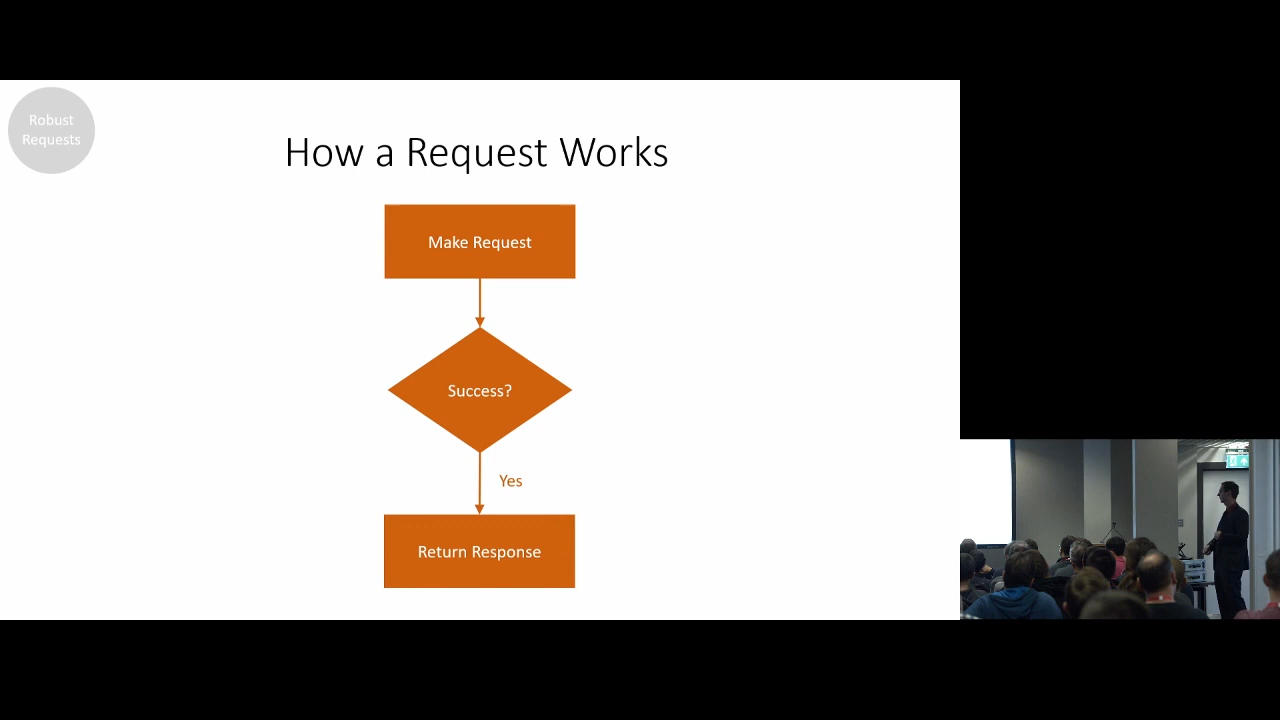 Robust
Requests
How a Request Works
Make Request
Success?
Yes
Return Response